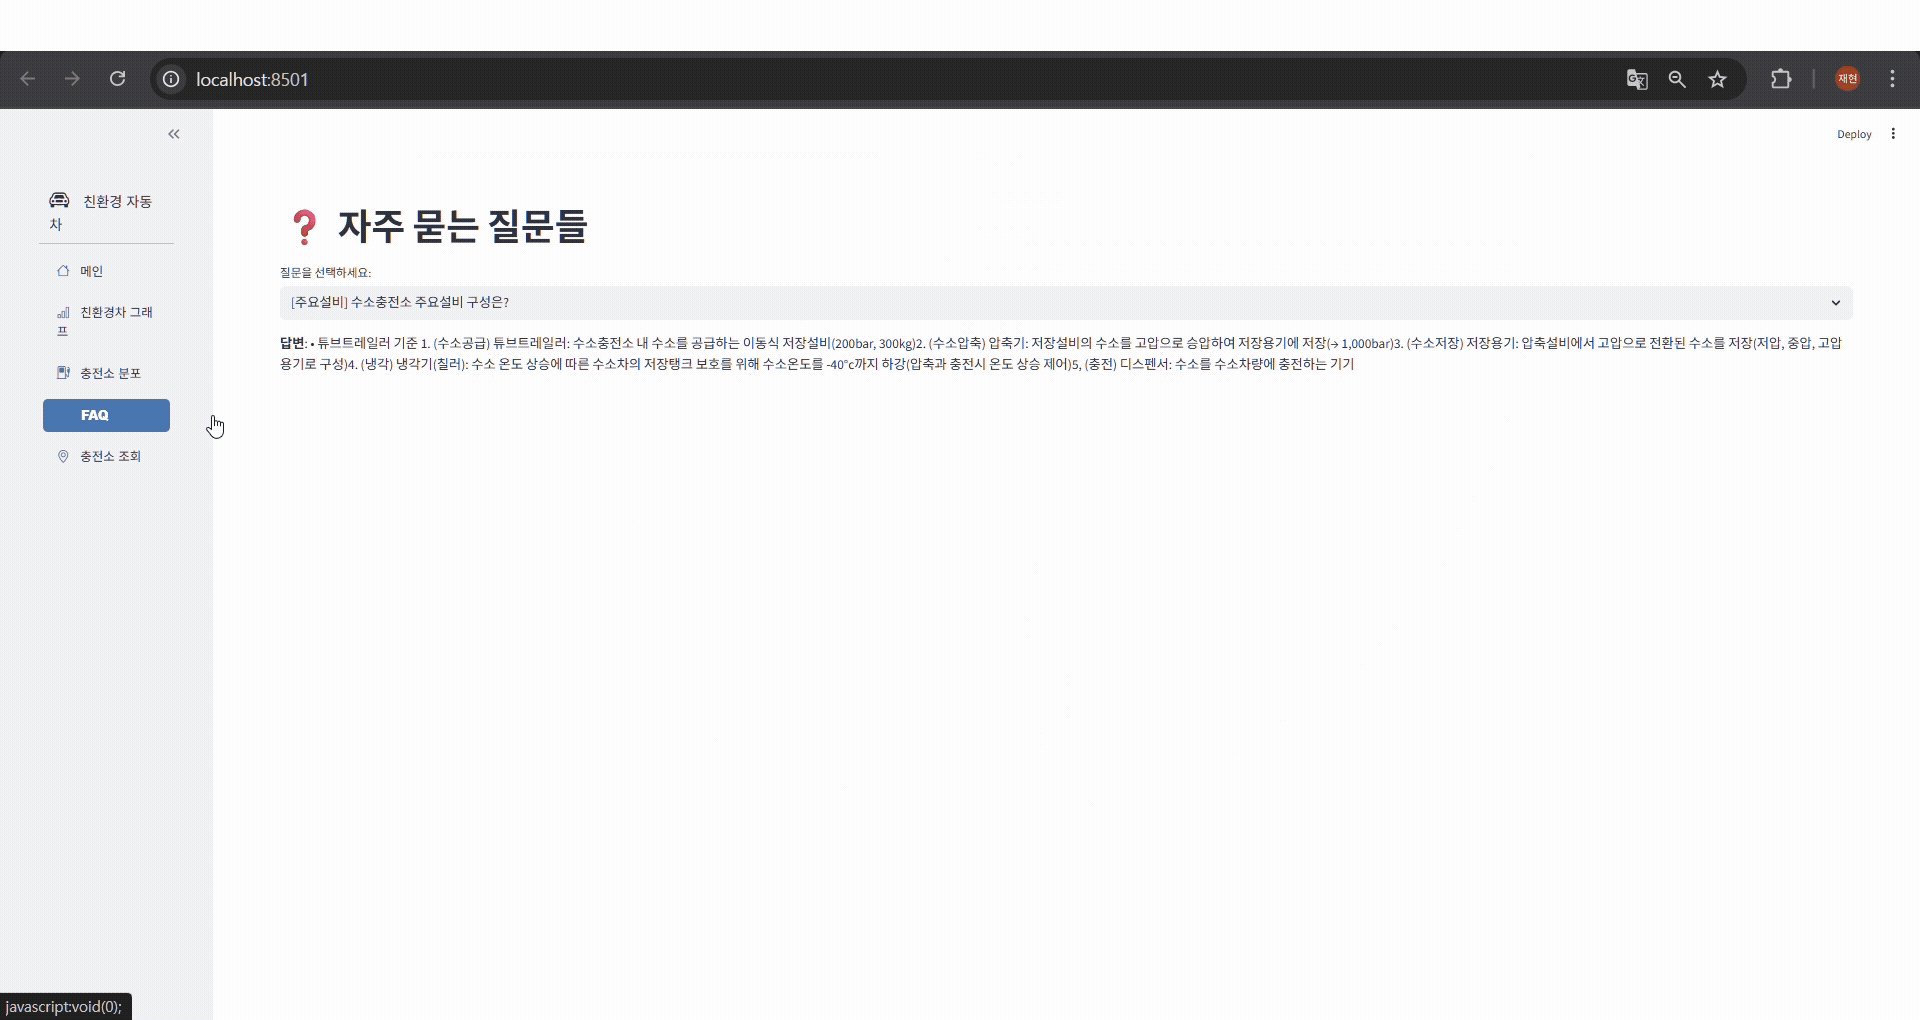 localhost:8501
재현
Deploy
친환경 자동
차
메인
친환경차 그래
프
충전소 분포
FAQ
충전소 조회
❓ 자주 묻는 질문들
질문을 선택하세요:
[주요설비] 수소충전소 주요설비 구성은?
답변: • 튜브트레일러 기준 1. (수소공급) 튜브트레일러: 수소충전소 내 수소를 공급하는 이동식 저장설비(200bar, 300kg)2. (수소압축) 압축기: 저장설비의 수소를 고압으로 승압하여 저장용기에 저장(→ 1,000bar)3. (수소저장) 저장용기: 압축설비에서 고압으로 전환된 수소를 저장(저압, 중압, 고압
용기로 구성)4. (냉각) 냉각기(칠러): 수소 온도 상승에 따른 수소차의 저장탱크 보호를 위해 수소온도를 -40°c까지 하강(압축과 충전시 온도 상승 제어)5, (충전) 디스펜서: 수소를 수소차량에 충전하는 기기
javascript:void(0);